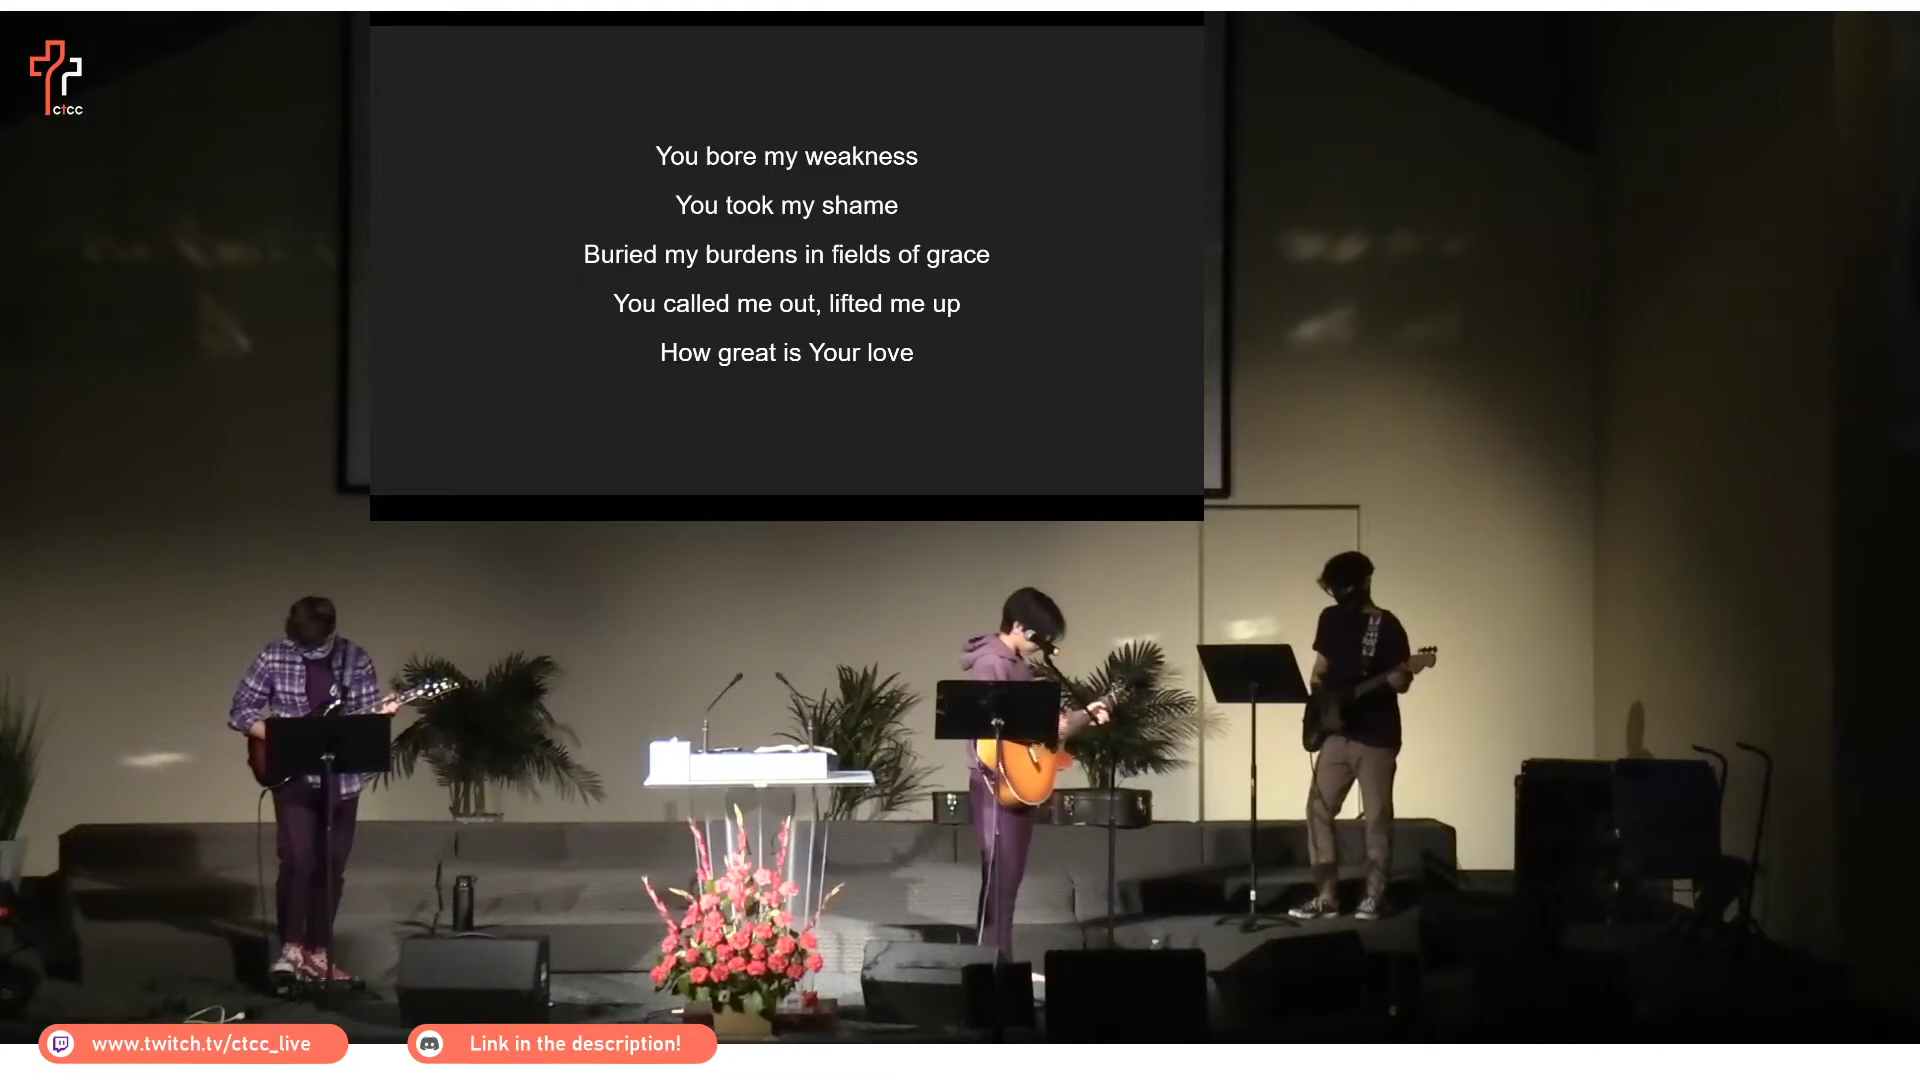 ctcc
You bore my weakness
You took my shame
Buried my burdens in fields of grace
You called me out, lifted me up
How great is Your love
www.twitch.tv/ctcc_live
Link in the description!